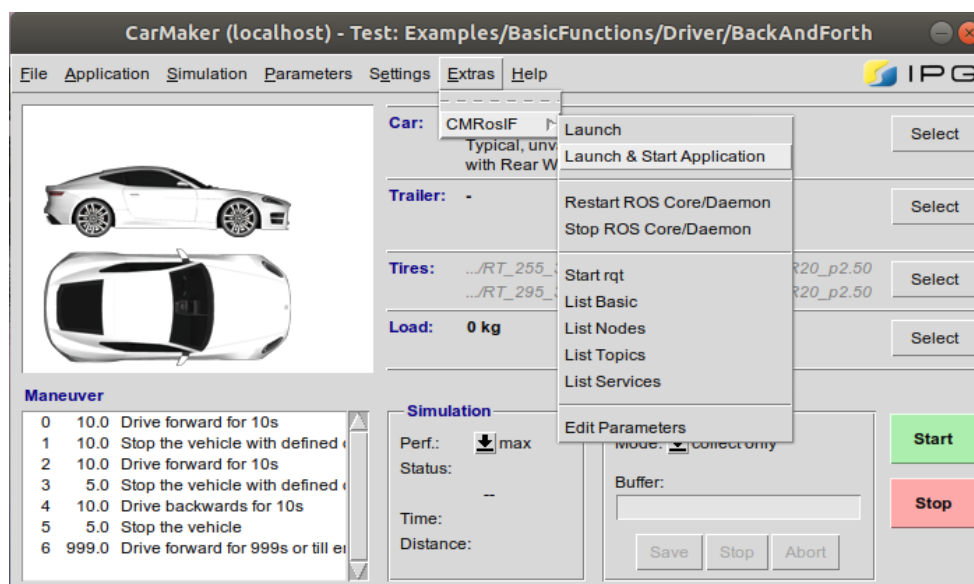 CarMaker (localhost) - Test: Examples/BasicFunctions/Driver/BackAndForth
File Application Simulation Parameters Settings Extras Help
IPG
CMRosIF
Launch
Launch & Start Application
Restart ROS Core/Daemon
Stop ROS Core/Daemon
Start rqt
List Basic
List Nodes
List Topics
List Services
Edit Parameters
Car:
Typical, unv
with Rear W
Select
Trailer: -
Select
Tires: .../RT_255_ R20_p2.50
.../RT_295_ R20_p2.50
Select
Load: 0 kg
Select
Maneuver
0 10.0 Drive forward for 10s
1 10.0 Stop the vehicle with defined
2 10.0 Drive forward for 10s
3 5.0 Stop the vehicle with defined
4 10.0 Drive backwards for 10s
5 5.0 Stop the vehicle
6 999.0 Drive forward for 999s or till
Simulation
Perf.: max
Status:
--
Time:
Distance:
Mode: collect only
Buffer:
Save Stop Abort
Start
Stop